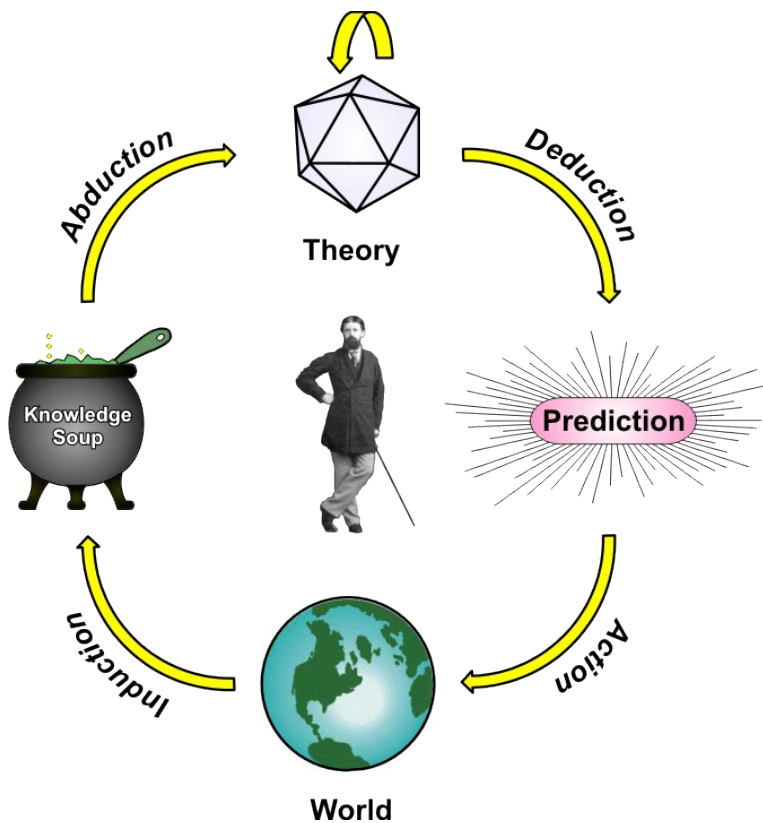 Abduction
Deduction
Theory
Knowledge
Soup
Prediction
Induction
Action
World